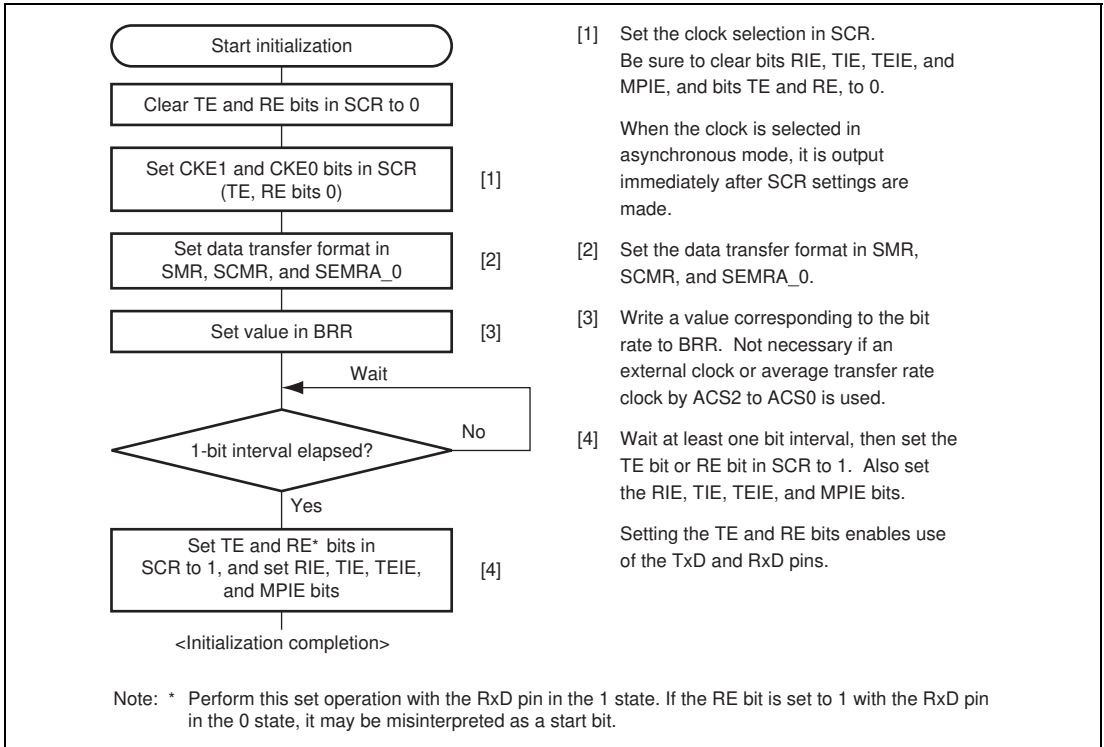 Start initialization
Clear TE and RE bits in SCR to 0
Set CKE1 and CKE0 bits in SCR
(TE, RE bits 0)
[1]
Set data transfer format in
SMR, SCMR, and SEMRA_0
[2]
Set value in BRR
[3]
Wait
1-bit interval elapsed?
No
Yes
Set TE and RE* bits in
SCR to 1, and set RIE, TIE, TEIE,
and MPIE bits
[4]
<Initialization completion>
[1] Set the clock selection in SCR.
Be sure to clear bits RIE, TIE, TEIE, and
MPIE, and bits TE and RE, to 0.
When the clock is selected in
asynchronous mode, it is output
immediately after SCR settings are
made.
[2] Set the data transfer format in SMR,
SCMR, and SEMRA_0.
[3] Write a value corresponding to the bit
rate to BRR. Not necessary if an
external clock or average transfer rate
clock by ACS2 to ACS0 is used.
[4] Wait at least one bit interval, then set the
TE bit or RE bit in SCR to 1. Also set
the RIE, TIE, TEIE, and MPIE bits.
Setting the TE and RE bits enables use
of the TxD and RxD pins.
Note: * Perform this set operation with the RxD pin in the 1 state. If the RE bit is set to 1 with the RxD pin
in the 0 state, it may be misinterpreted as a start bit.